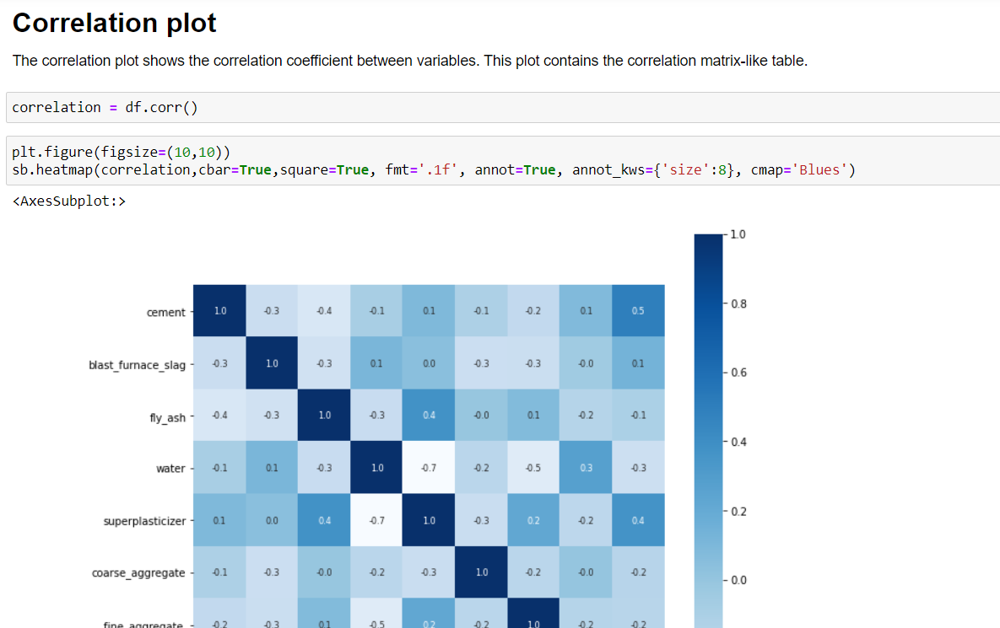 Correlation plot
The correlation plot shows the correlation coefficient between variables. This plot contains the correlation matrix-like table.
correlation = df.corr()
plt.figure(figsize=(10,10))
sb.heatmap(correlation,cbar=True,square=True, fmt='.1f', annot=True, annot_kws={'size':8}, cmap='Blues')
<AxesSubplot:>
1.0
cement 1.0 -0.3 -0.4 -0.1 0.1 -0.1 -0.2 0.1 0.5
0.8
blast_furnace_slag -0.3 1.0 -0.3 0.1 0.0 -0.3 -0.3 -0.0 0.1
0.6
fly_ash -0.4 -0.3 1.0 -0.3 0.4 -0.0 0.1 -0.2 -0.1
0.4
water -0.1 0.1 -0.3 1.0 -0.7 -0.2 -0.5 0.3 -0.3
0.2
superplasticizer 0.1 0.0 0.4 -0.7 1.0 -0.3 0.2 -0.2 0.4
coarse_aggregate -0.1 -0.3 -0.0 -0.2 -0.3 1.0 -0.2 -0.0 -0.2
0.0
fine_aggregate -0.2 -0.3 0.1 -0.5 0.2 -0.2 1.0 -0.2 -0.2